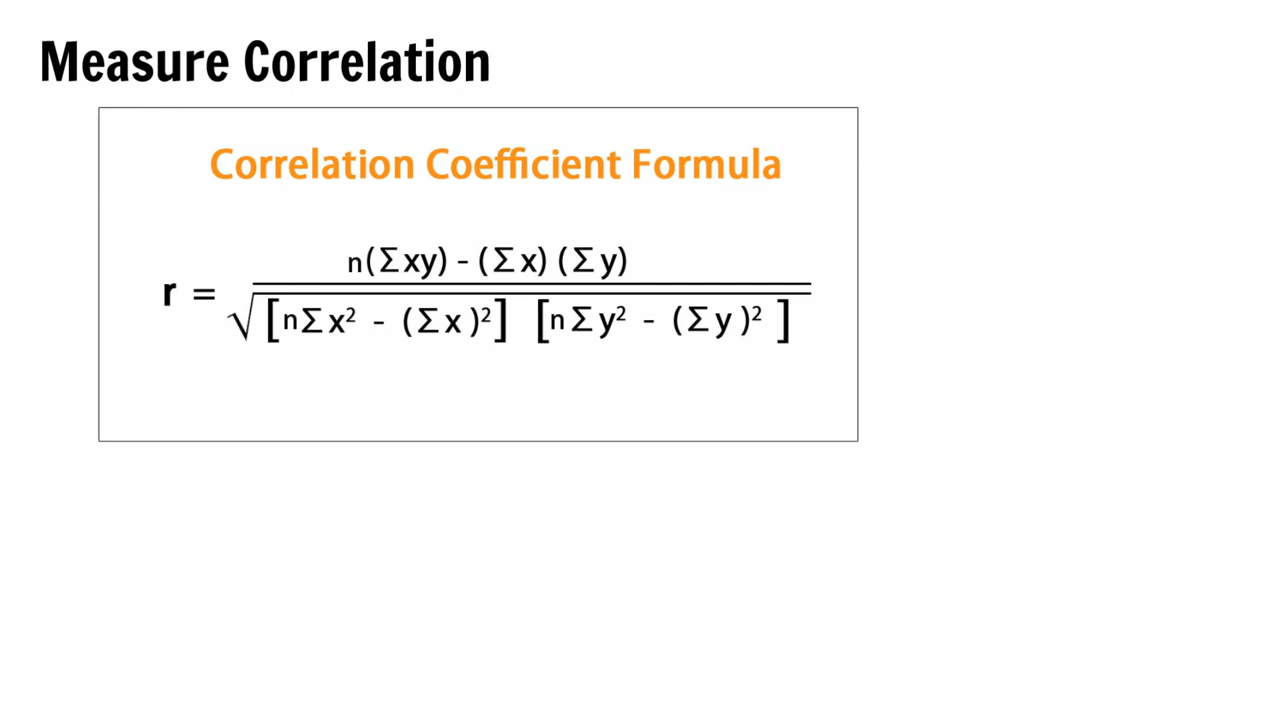 Measure Correlation
Correlation Coefficient Formula
n(Σxy) - (Σx) (Σy)
r =
√[nΣx² - (Σx)²] [nΣy² - (Σy)²]